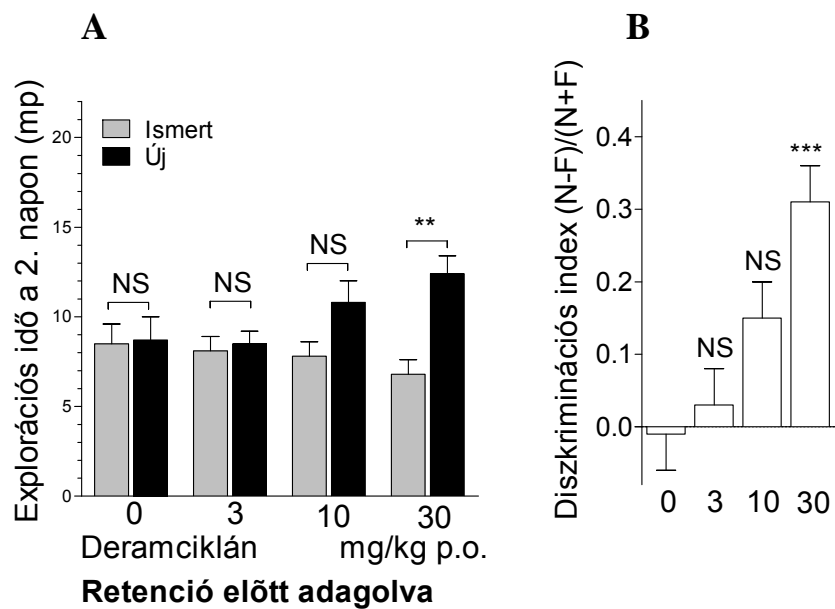 A
Explorációs idő a 2. napon (mp)
20
15
10
5
0
Ismert
Új
NS
NS
NS
**
0 3 10 30
Deramciklán mg/kg p.o.
Retenció elõtt adagolva
B
Diszkriminációs index (N-F)/(N+F)
0.4
0.3
0.2
0.1
0.0
NS
NS
***
0 3 10 30